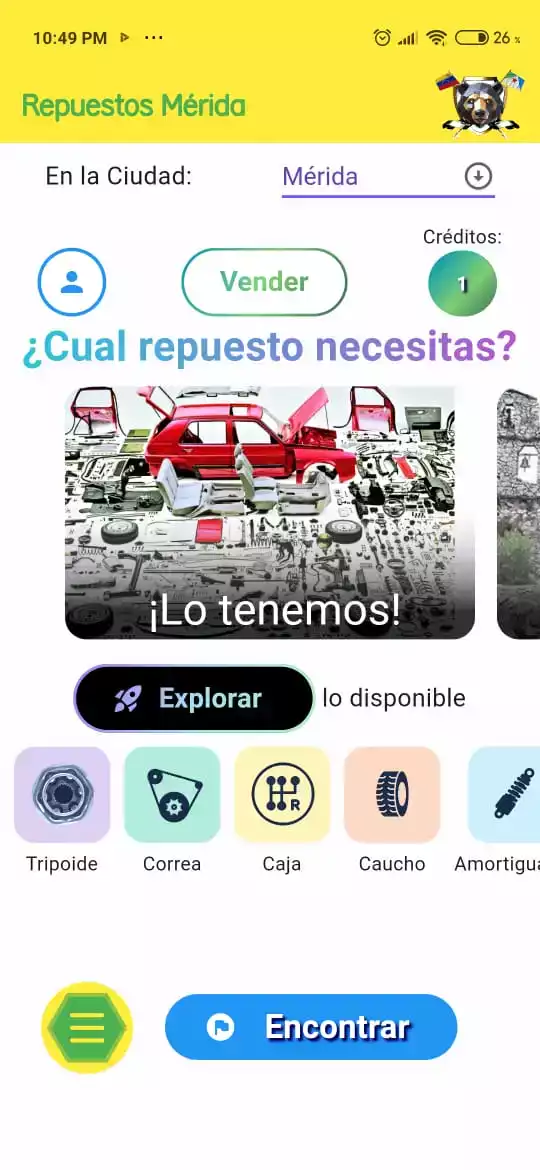 10:49 PM
26 %
Repuestos Mérida
En la Ciudad:
Mérida
Créditos:
Vender
1
¿Cual repuesto necesitas?
¡Lo tenemos!
Explorar
lo disponible
R
Tripoide
Correa
Caja
Caucho
Amortigua
Encontrar